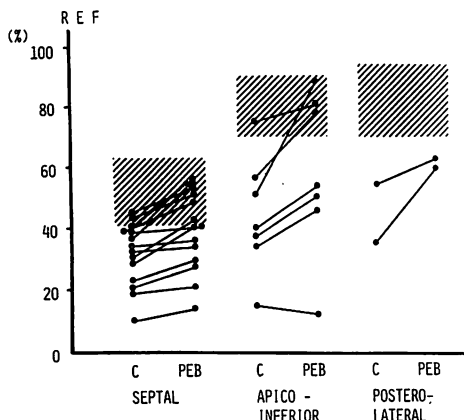 R E F
(%)
100
80
60
40
20
0
C PEB C PEB C PEB
SEPTAL APICO - POSTERO-
INFERIOR LATERAL